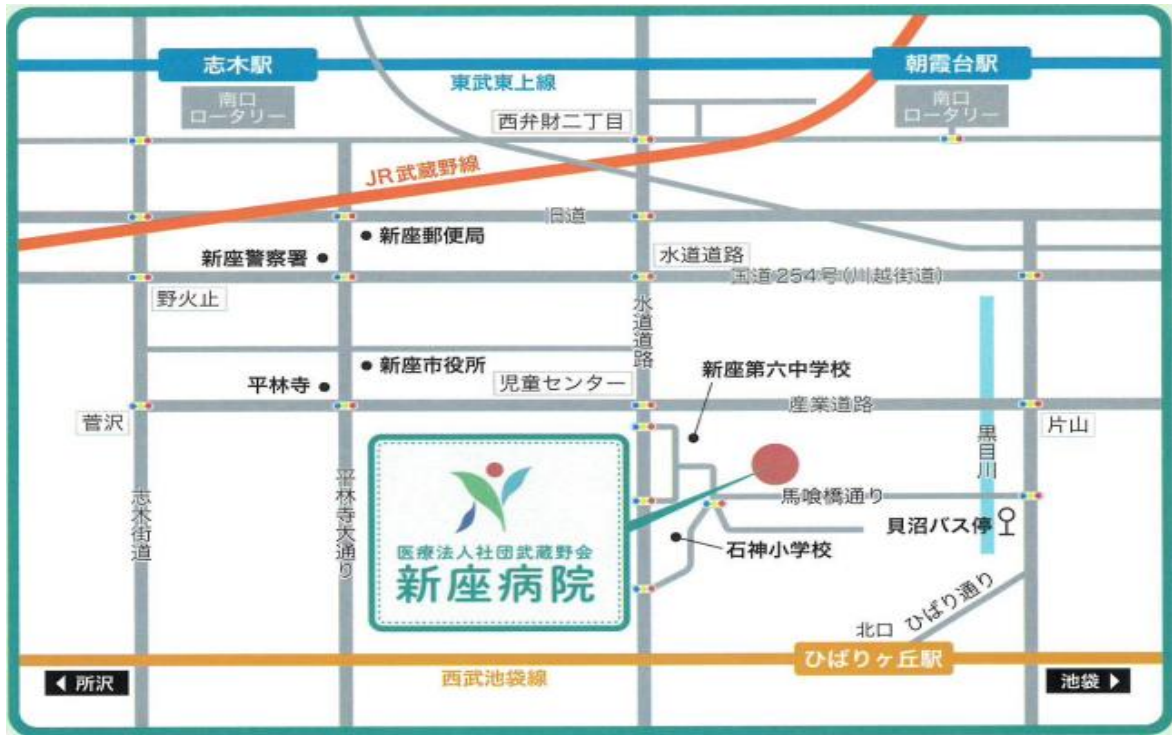 志木駅
朝霞台駅
東武東上線
南口
ロータリー
南口
ロータリー
西弁財二丁目
JR武蔵野線
旧道
新座郵便局
新座警察署
水道道路
国道254号(川越街道)
野火止
水道道路
新座市役所
児童センター
新座第六中学校
平林寺
菅沢
産業道路
片山
黒目川
志木街道
平林寺大通り
馬喰橋通り
貝沼バス停
石神小学校
医療法人社団武蔵野会
新座病院
ひばり通り
北口
ひばりヶ丘駅
所沢
西武池袋線
池袋